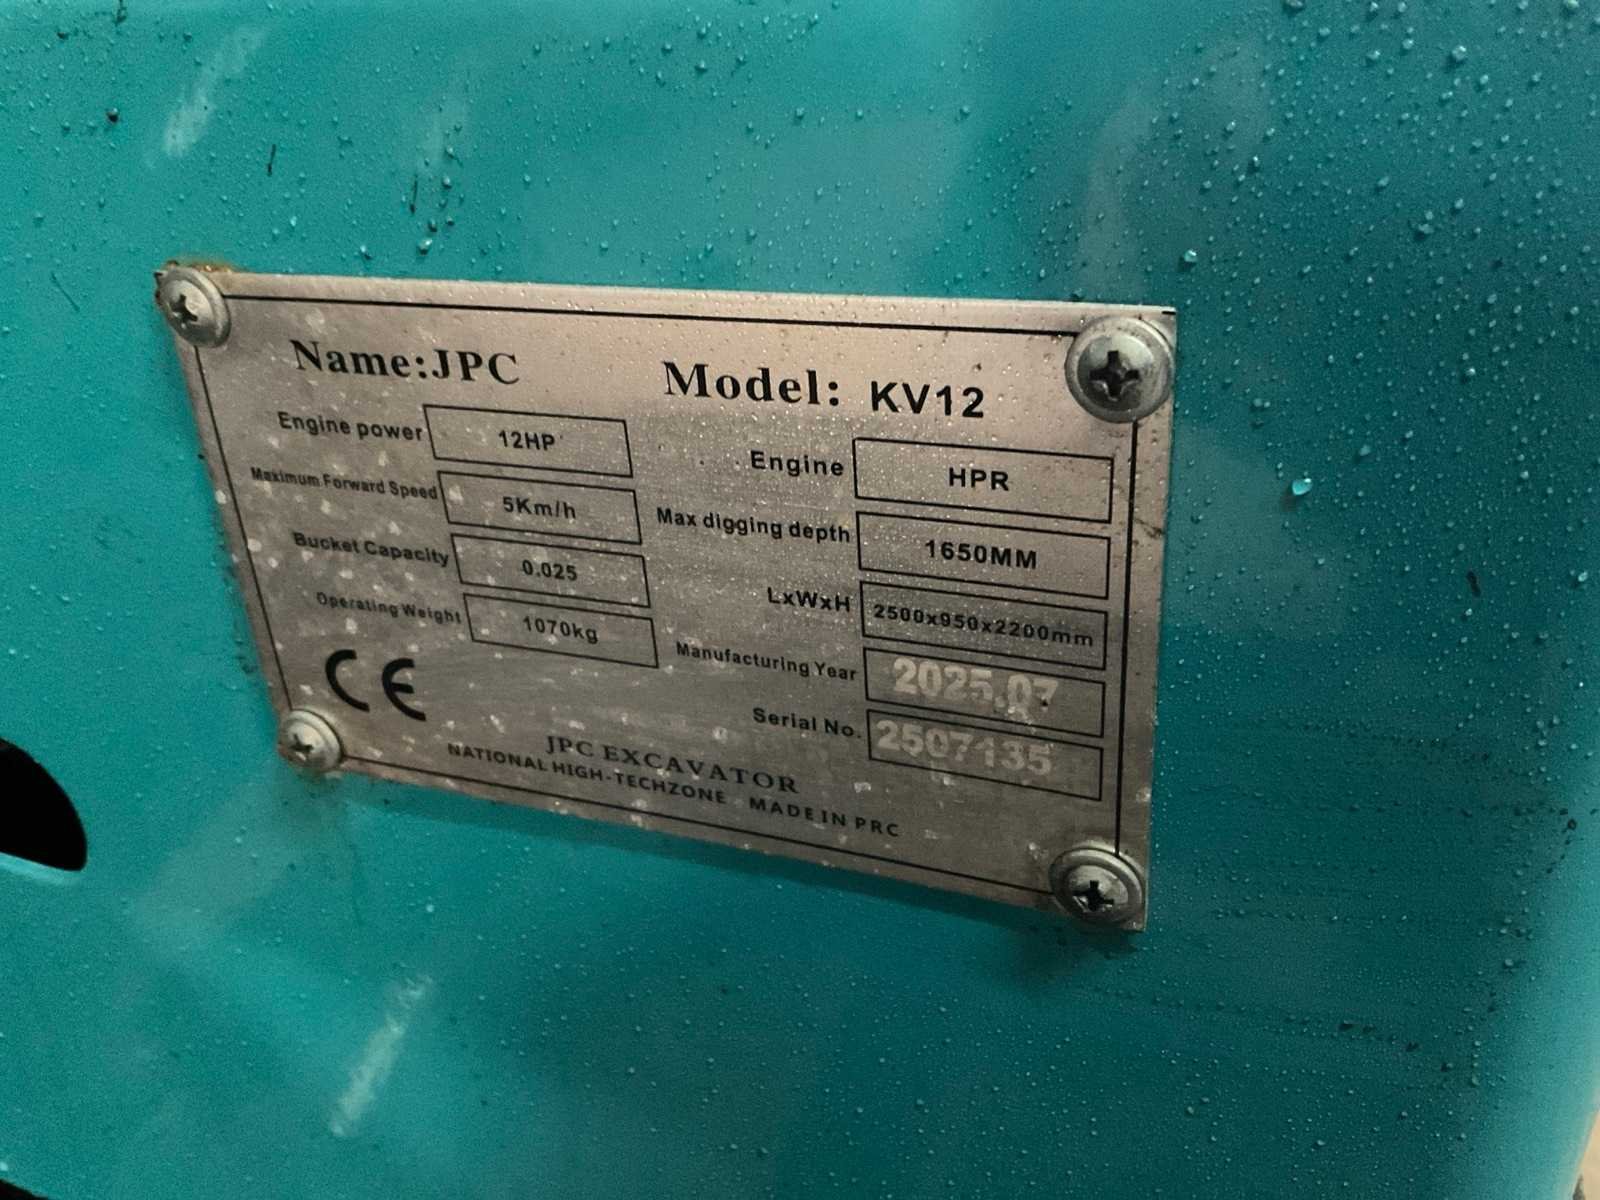 Name:JPC Model: KV12
Engine power 12HP Engine HPR
Maximum Forward Speed 5Km/h Max digging depth 1650MM
Bucket Capacity 0.025 LxWxH 2500x950x2200mm
Operating Weight 1070kg Manufacturing Year 2025.07
CE Serial No. 2507135
JPC EXCAVATOR
NATIONAL HIGH-TECHZONE MADE IN PRC